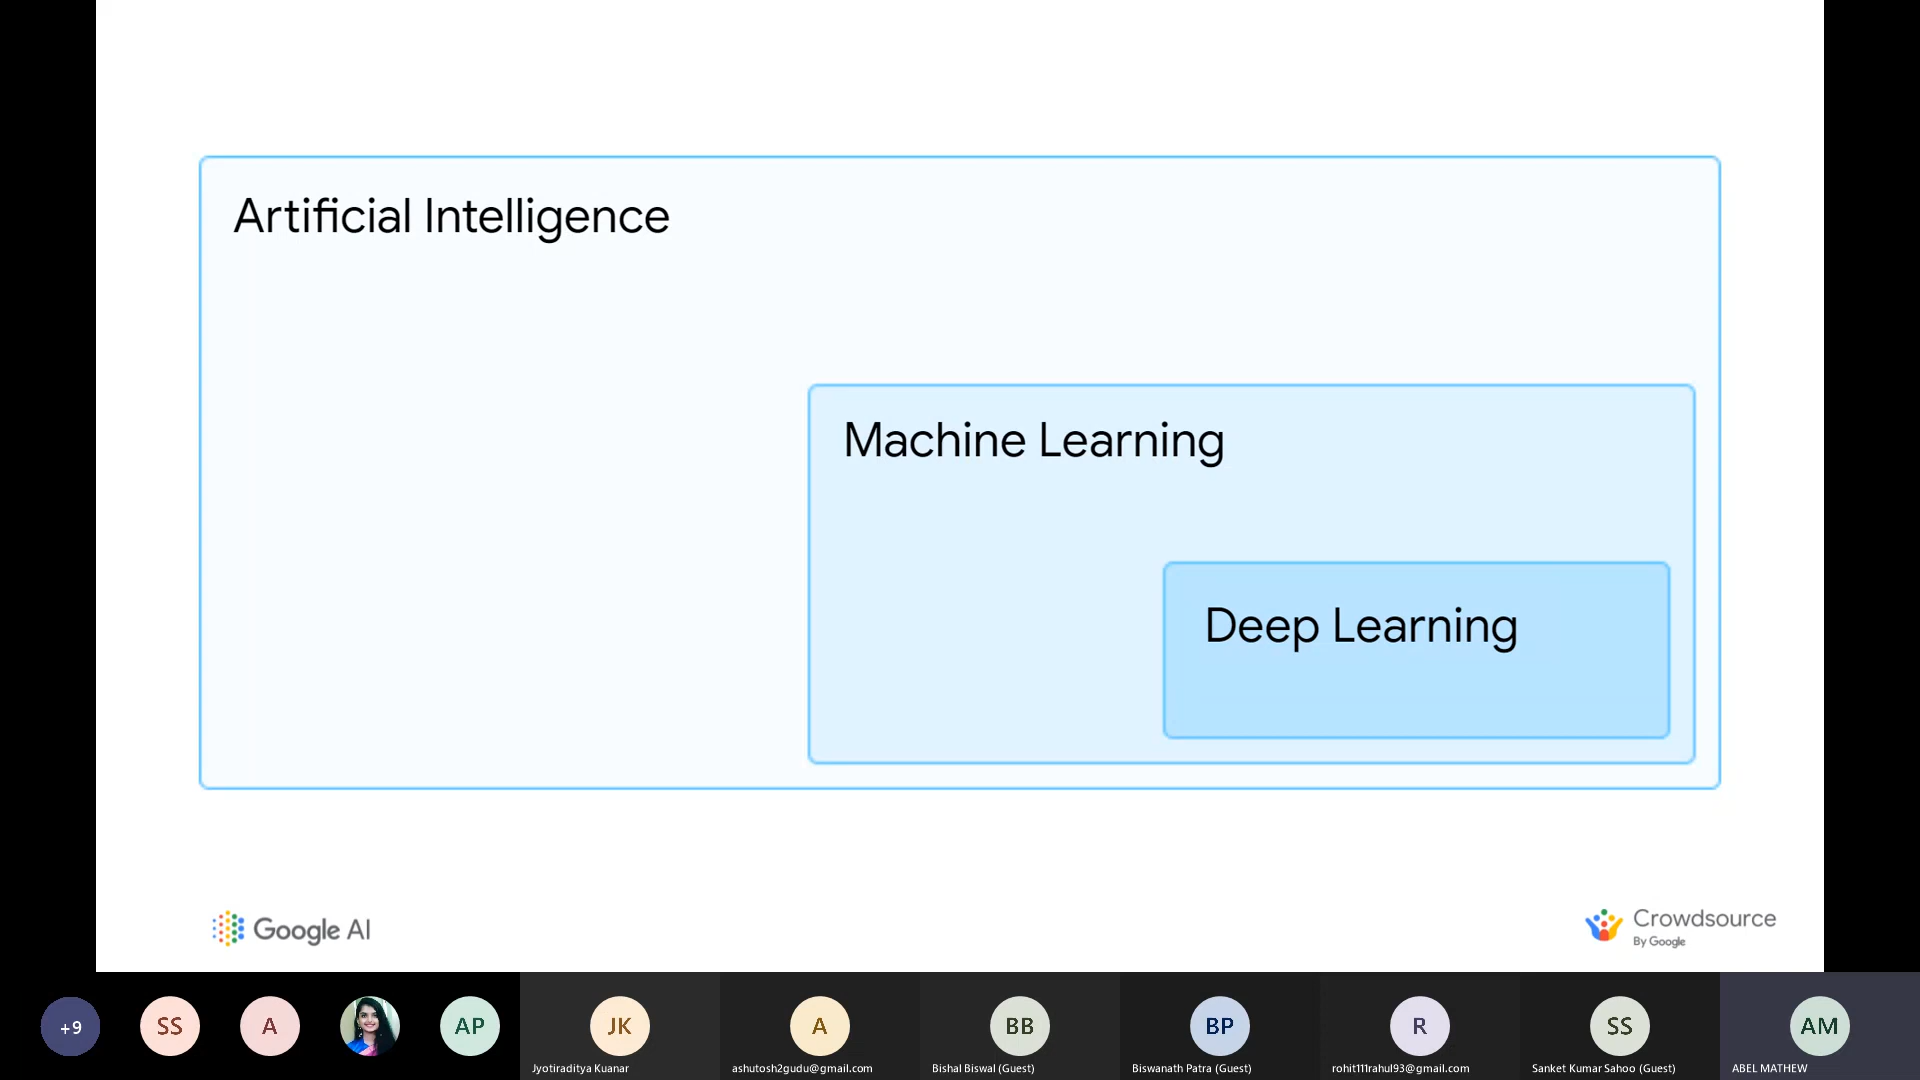 Artificial Intelligence
Machine Learning
Deep Learning
Google AI
Crowdsource
By Google
+9
SS
A
AP
JK
A
BB
BP
R
SS
AM
Jyotiraditya Kuanar
ashutosh2gudu@gmail.com
Bishal Biswal (Guest)
Biswanath Patra (Guest)
rohit111rahul93@gmail.com
Sanket Kumar Sahoo (Guest)
ABEL MATHEW